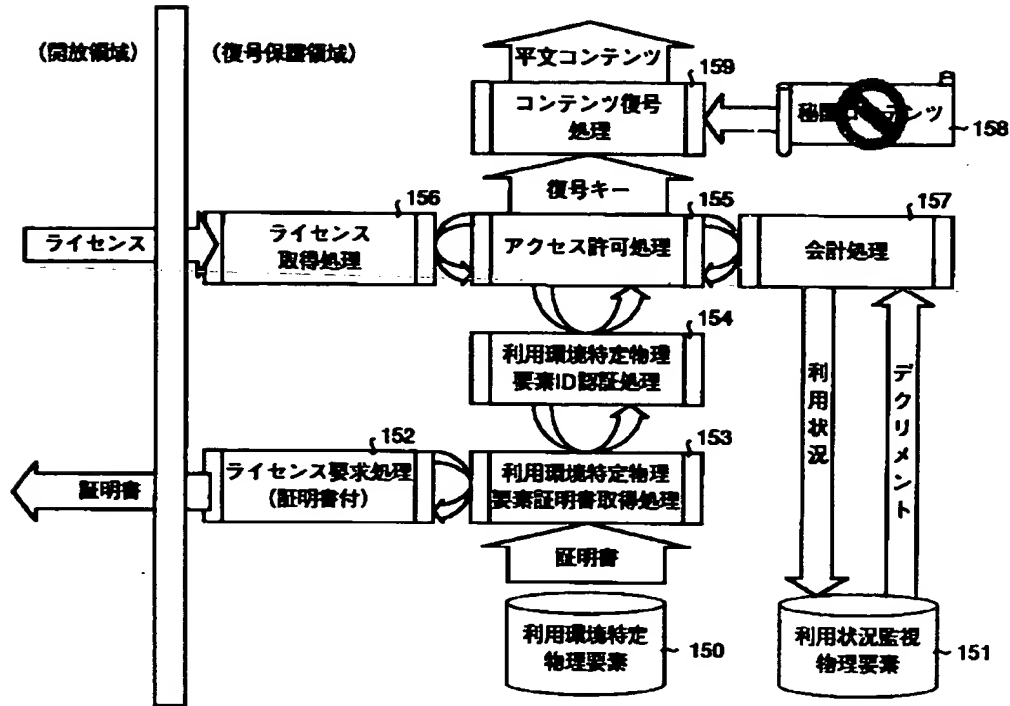 (開放領域)
(復号保護領域)
平文コンテンツ
159
コンテンツ復号
処理
158
復号キー
156
155
157
ライセンス
ライセンス
取得処理
アクセス許可処理
会計処理
154
利用環境特定物理
要素ID認証処理
利用状況
デクリメント
152
153
証明書
ライセンス要求処理
(証明書付)
利用環境特定物理
要素証明書取得処理
証明書
利用環境特定
物理要素
150
利用状況監視
物理要素
151